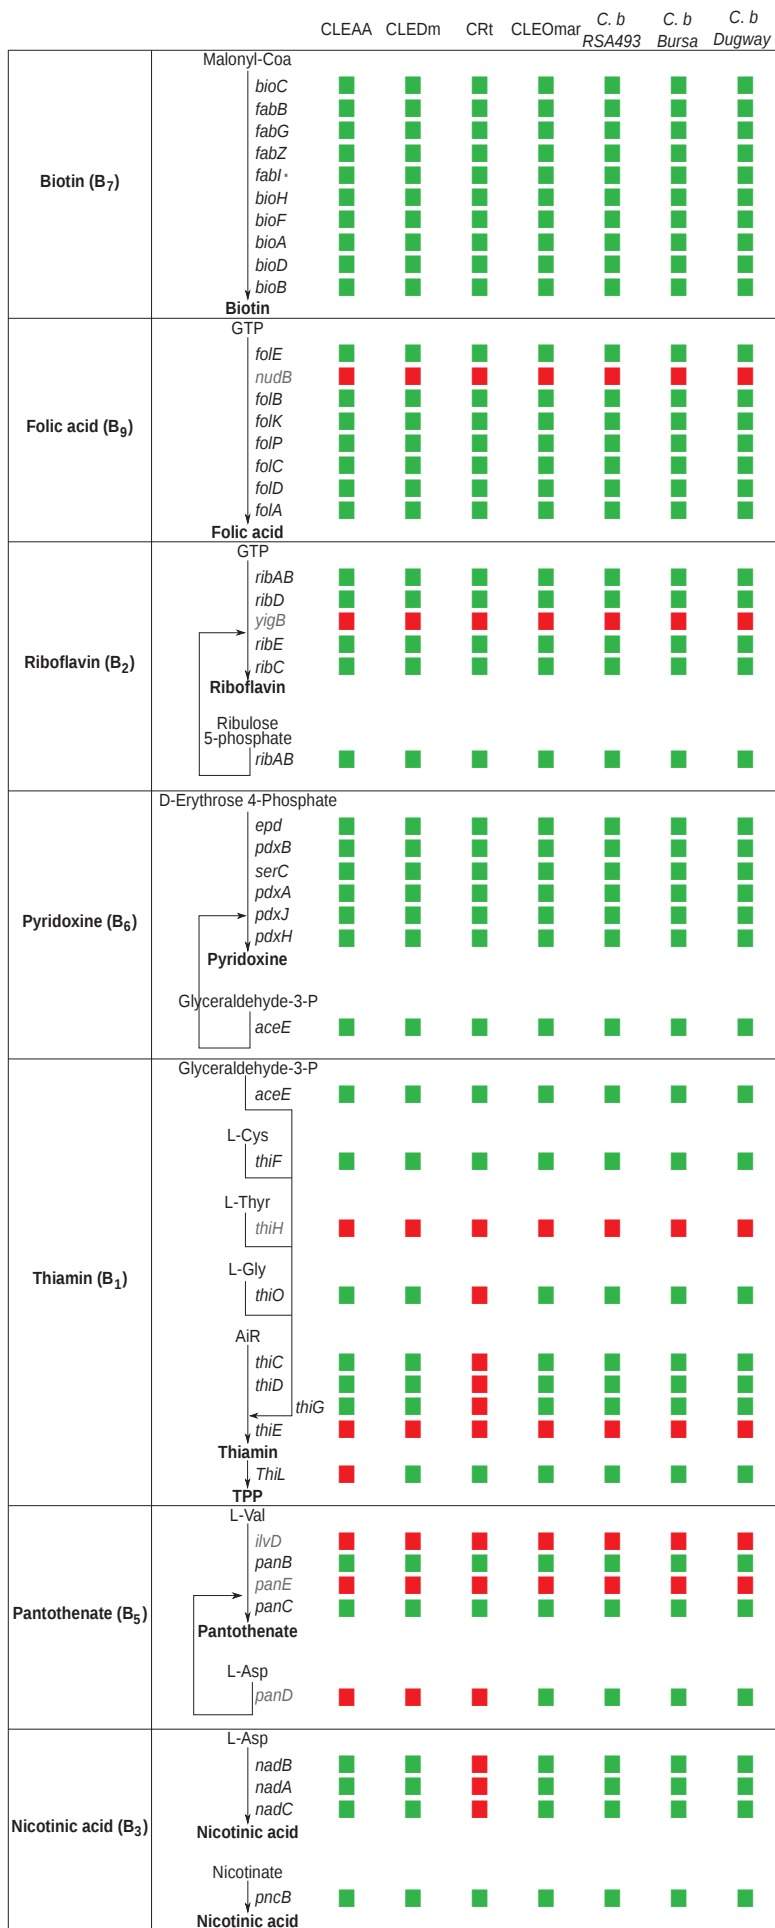 CLEAA CLEDm CRt CLEOmar C. b RSA493 C. b Bursa C. b Dugway
Biotin (B7)
Malonyl-Coa
bioC
fabB
fabG
fabZ
fabI*
bioH
bioF
bioA
bioD
bioB
Biotin
Folic acid (B9)
GTP
folE
nudB
folB
folK
folP
folC
folD
folA
Folic acid
Riboflavin (B2)
GTP
ribAB
ribD
yigB
ribE
ribC
Riboflavin
Ribulose
5-phosphate
ribAB
Pyridoxine (B6)
D-Erythrose 4-Phosphate
epd
pdxB
serC
pdxA
pdxJ
pdxH
Pyridoxine
Glyceraldehyde-3-P
aceE
Thiamin (B1)
Glyceraldehyde-3-P
aceE
L-Cys
thiF
L-Thyr
thiH
L-Gly
thiO
AiR
thiC
thiD
thiG
thiE
Thiamin
ThiL
TPP
Pantothenate (B5)
L-Val
ilvD
panB
panE
panC
Pantothenate
L-Asp
panD
Nicotinic acid (B3)
L-Asp
nadB
nadA
nadC
Nicotinic acid
Nicotinate
pncB
Nicotinic acid